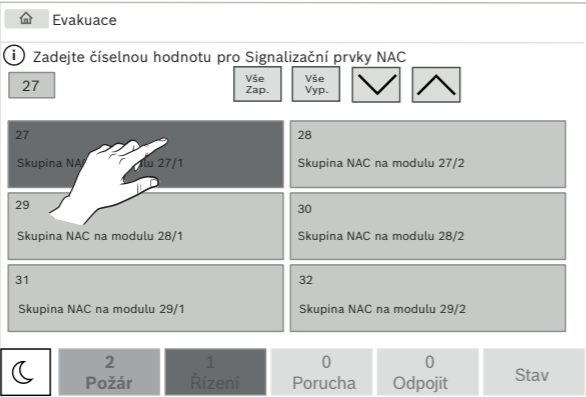 Evakuace
Zadejte číselnou hodnotu pro Signalizační prvky NAC
27
Vše
Zap.
Vše
Vyp.
27
Skupina NAC 27/1
28
Skupina NAC na modulu 27/2
29
Skupina NAC na modulu 28/1
30
Skupina NAC na modulu 28/2
31
Skupina NAC na modulu 29/1
32
Skupina NAC na modulu 29/2
2
Požár
1
Řízení
0
Porucha
0
Odpojit
Stav